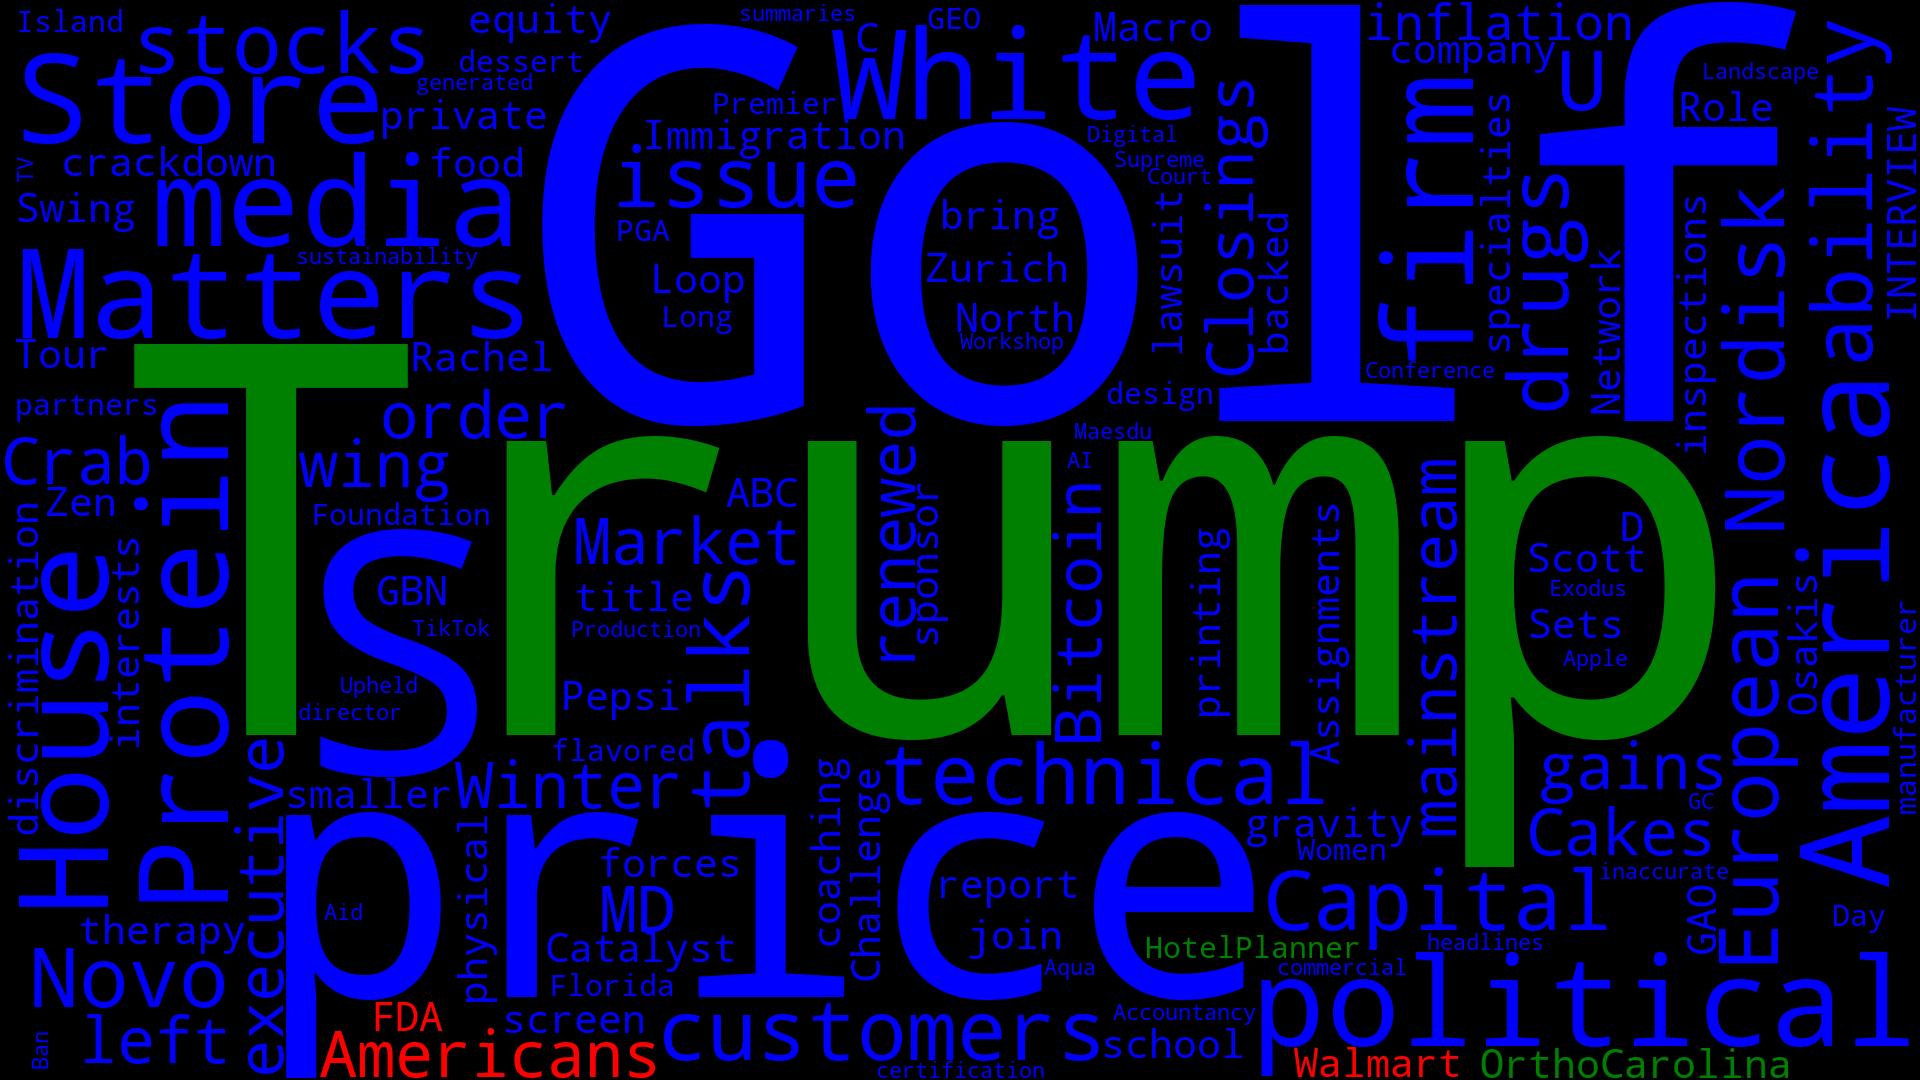 Island
stocks
equity
summaries
C
GEO
Macro
inflation
company
Store
dessert
generated
private
Premier
White
U
Landscape
Role
Golf
Immigration
issue
Digital
Supreme
Court
crackdown
food
TV
Swing
media
sustainability
PGA
Loop
Long
bring
Zurich
North
Workshop
lawsuit
Closings
backed
firm
specialties
drugs
Network
inspections
Nordisk
ability
INTERVIEW
Matters
Tour
Rachel
partners
order
Conference
design
Maesdu
AI
Crab
Zen
wing
Foundation
ABC
Trump
s
GBN
TikTok
Upheld
director
Market
title
Production
Pepsi
talks
renewed
sponsor
Bitcoin
printing
Assignments
mainstream
D
Scott
Exodus
Sets
Apple
Osakis
European
American
manufacturer
discrimination
House
interests
Protein
executive
flavored
smaller
Winter
technical
gains
GC
gravity
Women
Cakes
inaccurate
price
physical
forces
MD
Catalyst
Florida
coaching
Challenge
report
join
Aqua
HotelPlanner
Capital
headlines
commercial
GAO
Day
therapy
Aid
Novo
left
Ban
FDA
Americans
screen
customers
certification
Accountancy
school
political
Walmart
OrthoCarolina